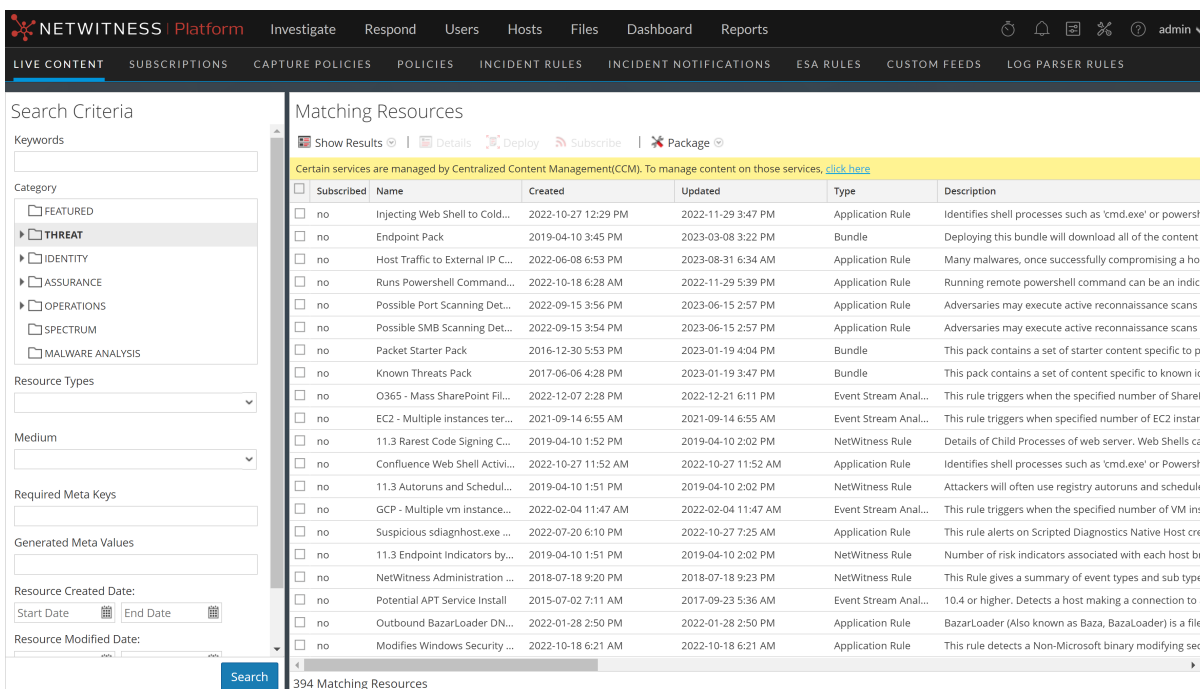 NETWITNESS | Platform Investigate Respond Users Hosts Files Dashboard Reports admin
LIVE CONTENT SUBSCRIPTIONS CAPTURE POLICIES POLICIES INCIDENT RULES INCIDENT NOTIFICATIONS ESA RULES CUSTOM FEEDS LOG PARSER RULES
Search Criteria
Keywords
Category
FEATURED
THREAT
IDENTITY
ASSURANCE
OPERATIONS
SPECTRUM
MALWARE ANALYSIS
Resource Types
Medium
Required Meta Keys
Generated Meta Values
Resource Created Date:
Start Date End Date
Resource Modified Date:
Search
Matching Resources
Show Results | Details Deploy Subscribe | Package
Certain services are managed by Centralized Content Management(CCM). To manage content on those services, click here
Subscribed Name Created Updated Type Description
no Injecting Web Shell to Cold... 2022-10-27 12:29 PM 2022-11-29 3:47 PM Application Rule Identifies shell processes such as 'cmd.exe' or powersh
no Endpoint Pack 2019-04-10 3:45 PM 2023-03-08 3:22 PM Bundle Deploying this bundle will download all of the content
no Host Traffic to External IP C... 2022-06-08 6:53 PM 2023-08-31 6:34 AM Application Rule Many malwares, once successfully compromising a ho
no Runs Powershell Command... 2022-10-18 6:28 AM 2022-11-29 5:39 PM Application Rule Running remote powershell command can be an indic
no Possible Port Scanning Det... 2022-09-15 3:56 PM 2023-06-15 2:57 PM Application Rule Adversaries may execute active reconnaissance scans
no Possible SMB Scanning Det... 2022-09-15 3:54 PM 2023-06-15 2:57 PM Application Rule Adversaries may execute active reconnaissance scans
no Packet Starter Pack 2016-12-30 5:53 PM 2023-01-19 4:04 PM Bundle This pack contains a set of starter content specific to p
no Known Threats Pack 2017-06-06 4:28 PM 2023-01-19 3:47 PM Bundle This pack contains a set of content specific to known ic
no O365 - Mass SharePoint Fil... 2022-12-07 2:28 PM 2022-12-21 6:11 PM Event Stream Anal... This rule triggers when the specified number of Sharel
no EC2 - Multiple instances ter... 2021-09-14 6:55 AM 2021-09-14 6:55 AM Event Stream Anal... This rule triggers when specified number of EC2 instar
no 11.3 Rarest Code Signing C... 2019-04-10 1:52 PM 2019-04-10 2:02 PM NetWitness Rule Details of Child Processes of web server. Web Shells ca
no Confluence Web Shell Activi... 2022-10-27 11:52 AM 2022-10-27 11:52 AM Application Rule Identifies shell processes such as 'cmd.exe' or Powersh
no 11.3 Autoruns and Schedul... 2019-04-10 1:51 PM 2019-04-10 2:02 PM NetWitness Rule Attackers will often use registry autoruns and schedule
no GCP - Multiple vm instance... 2022-02-04 11:47 AM 2022-02-04 11:47 AM Event Stream Anal... This rule triggers when the specified number of VM ins
no Suspicious sdiagnhost.exe ... 2022-07-20 6:10 PM 2022-10-27 7:25 AM Application Rule This rule alerts on Scripted Diagnostics Native Host cre
no 11.3 Endpoint Indicators by... 2019-04-10 1:51 PM 2019-04-10 2:02 PM NetWitness Rule Number of risk indicators associated with each host b
no NetWitness Administration ... 2018-07-18 9:20 PM 2018-07-18 9:23 PM NetWitness Rule This Rule gives a summary of event types and sub type
no Potential APT Service Install 2015-07-02 7:11 AM 2017-09-23 5:36 AM Event Stream Anal... 10.4 or higher. Detects a host making a connection to
no Outbound BazarLoader DN... 2022-01-28 2:50 PM 2022-01-28 2:50 PM Application Rule BazarLoader (Also known as Baza, BazaLoader) is a file
no Modifies Windows Security ... 2022-10-18 6:21 AM 2022-10-18 6:21 AM Application Rule This rule detects a Non-Microsoft binary modifying sec
394 Matching Resources